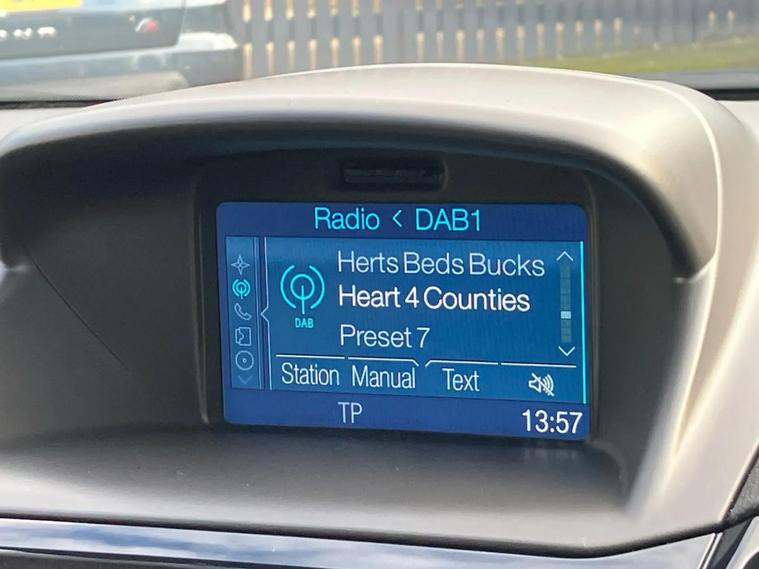 Radio < DAB1
Herts Beds Bucks
DAB
Heart 4 Counties
Preset 7
Station Manual Text
TP 13:57